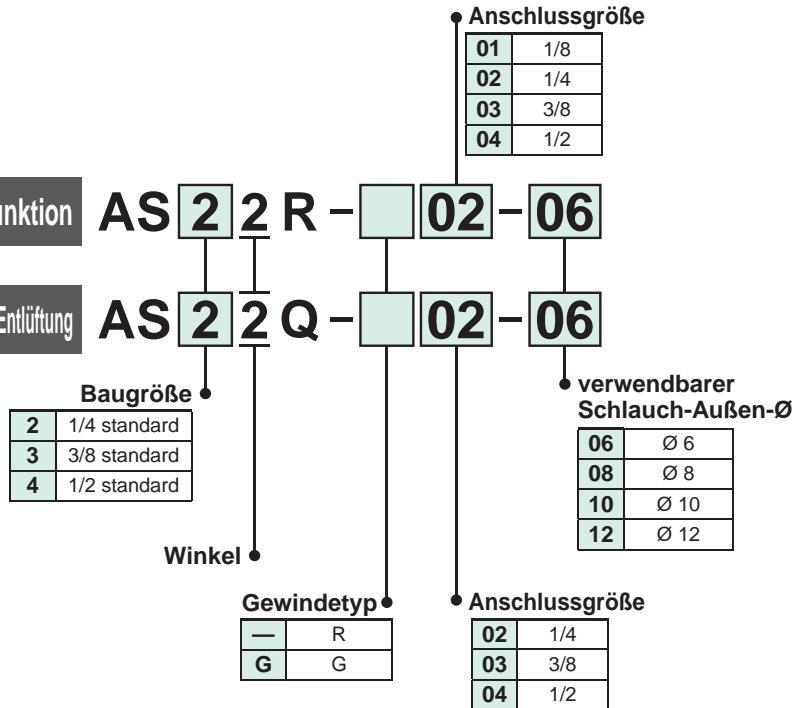 Anschlussgröße
01 1/8
02 1/4
03 3/8
04 1/2
AS 2 2 R – 02 – 06
Entlüftung AS 2 2 Q – 02 – 06
Baugröße
2 1/4 standard
3 3/8 standard
4 1/2 standard
verwendbarer
Schlauch-Außen-Ø
06 Ø 6
08 Ø 8
10 Ø 10
12 Ø 12
Winkel
Gewindetyp
— R
G G
Anschlussgröße
02 1/4
03 3/8
04 1/2